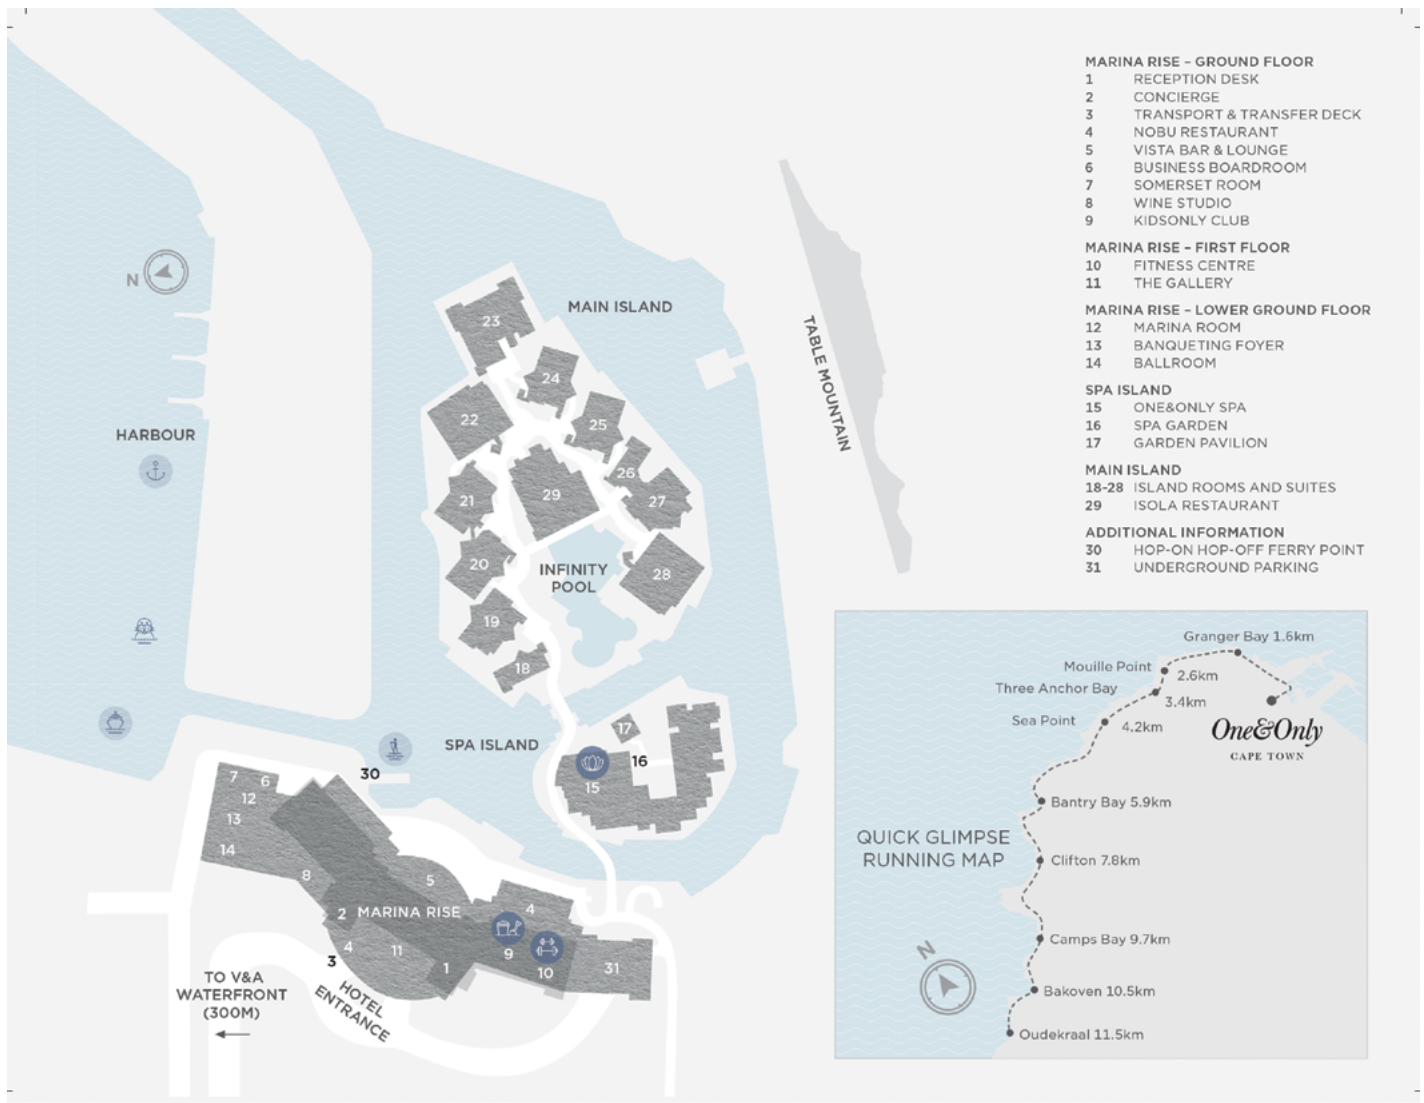 MARINA RISE – GROUND FLOOR
1 RECEPTION DESK
2 CONCIERGE
3 TRANSPORT & TRANSFER DECK
4 NOBU RESTAURANT
5 VISTA BAR & LOUNGE
6 BUSINESS BOARDROOM
7 SOMERSET ROOM
8 WINE STUDIO
9 KIDSONLY CLUB
MARINA RISE – FIRST FLOOR
10 FITNESS CENTRE
11 THE GALLERY
MARINA RISE – LOWER GROUND FLOOR
12 MARINA ROOM
13 BANQUETING FOYER
14 BALLROOM
SPA ISLAND
15 ONE&ONLY SPA
16 SPA GARDEN
17 GARDEN PAVILION
MAIN ISLAND
18-28 ISLAND ROOMS AND SUITES
29 ISOLA RESTAURANT
ADDITIONAL INFORMATION
30 HOP-ON HOP-OFF FERRY POINT
31 UNDERGROUND PARKING
N
HARBOUR
MAIN ISLAND
TABLE MOUNTAIN
23
24
22
25
26
21
29
27
20
INFINITY
POOL
28
19
18
SPA ISLAND
17
16
15
30
7
6
12
13
14
8
5
2
MARINA RISE
4
4
3
11
1
9
10
31
TO V&A
WATERFRONT
(300M)
HOTEL
ENTRANCE
Granger Bay 1.6km
Mouille Point
2.6km
Three Anchor Bay
3.4km
Sea Point
4.2km
One&Only
CAPE TOWN
Bantry Bay 5.9km
QUICK GLIMPSE
RUNNING MAP
Clifton 7.8km
Camps Bay 9.7km
N
Bakoven 10.5km
Oudekraal 11.5km